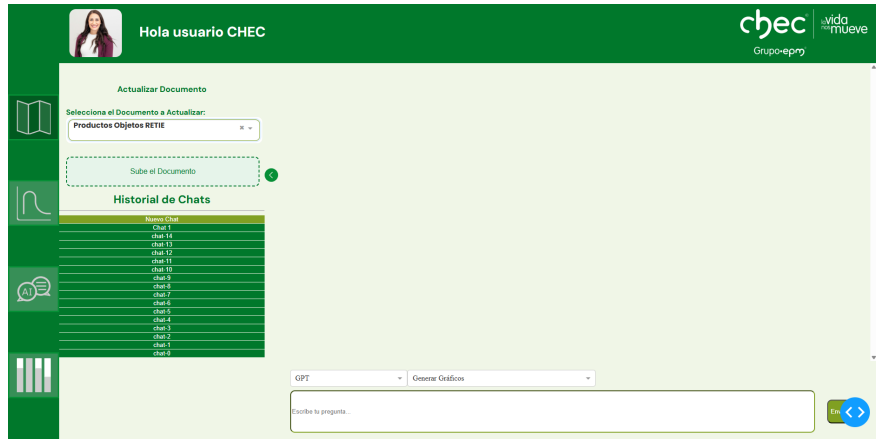 Hola usuario CHEC
chec
la vida
nos mueve
Grupo·epm
Actualizar Documento
Selecciona el Documento a Actualizar:
Productos Objetos RETIE
Sube el Documento
Historial de Chats
Nuevo Chat
Chat 1
chat-14
chat-13
chat-12
chat-11
chat-10
chat-9
chat-8
chat-7
chat-6
chat-5
chat-4
chat-3
chat-2
chat-1
chat-0
AI
GPT
Generar Gráficos
Escribe tu pregunta...